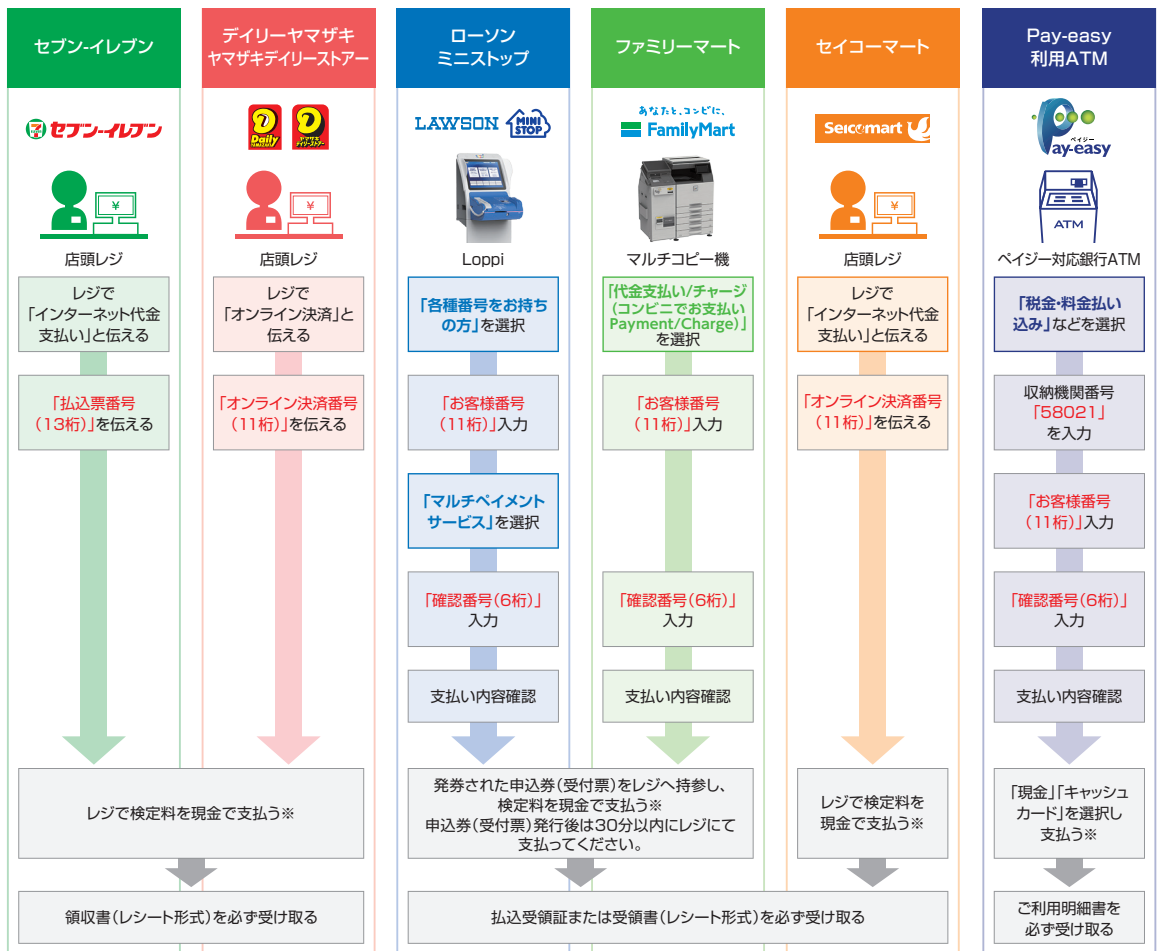 セブン-イレブン
デイリーヤマザキ
ヤマザキデイリーストアー
ローソン
ミニストップ
ファミリーマート
セイコーマート
Pay-easy
利用ATM
セブン-イレブン
Daily
ヤマザキ
デイリーストアー
LAWSON
MINI
STOP
あなたと、コンビに、
FamilyMart
Seicomart
ペイジー
Pay-easy
¥
¥
¥
ATM
店頭レジ
店頭レジ
Loppi
マルチコピー機
店頭レジ
ペイジー対応銀行ATM
レジで
「インターネット代金
支払い」と伝える
レジで
「オンライン決済」と
伝える
「各種番号をお持ち
の方」を選択
「代金支払い/チャージ
(コンビニでお支払い
Payment/Charge)」
を選択
レジで
「インターネット代金
支払い」と伝える
「税金・料金払い
込み」などを選択
「払込票番号
(13桁)」を伝える
「オンライン決済番号
(11桁)」を伝える
「お客様番号
(11桁)」入力
「お客様番号
(11桁)」入力
「オンライン決済番号
(11桁)」を伝える
収納機関番号
「58021」
を入力
「マルチペイメント
サービス」を選択
「お客様番号
(11桁)」入力
「確認番号(6桁)」
入力
「確認番号(6桁)」
入力
「確認番号(6桁)」
入力
支払い内容確認
支払い内容確認
支払い内容確認
レジで検定料を現金で支払う※
発券された申込券(受付票)をレジへ持参し、
検定料を現金で支払う※
申込券(受付票)発行後は30分以内にレジにて
支払ってください。
レジで検定料を
現金で支払う※
「現金」「キャッシュ
カード」を選択し
支払う※
領収書(レシート形式)を必ず受け取る
払込受領証または受領書(レシート形式)を必ず受け取る
ご利用明細書を
必ず受け取る